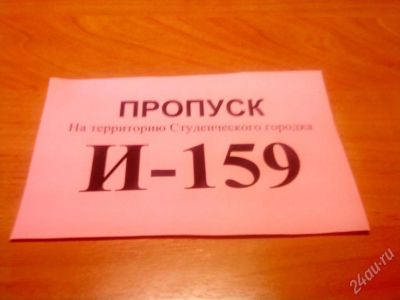 ПРОПУСК
На территорию Студенческого городка
И-159
24au.ru